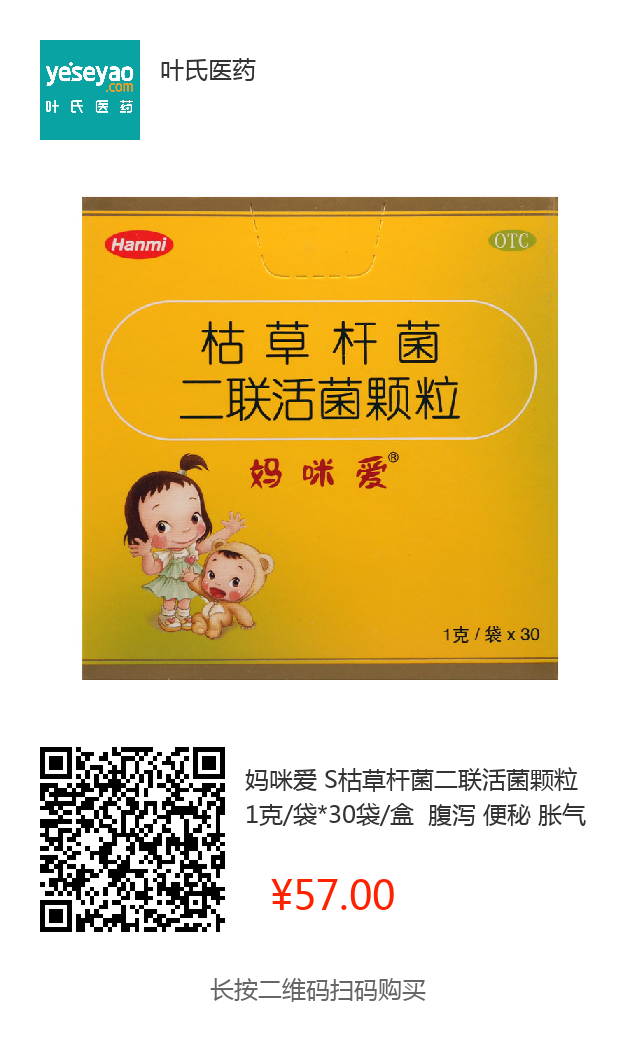 yeseyao
.com
叶氏医药
叶氏医药
Hanmi
OTC
枯草杆菌
二联活菌颗粒
妈咪爱®
1克/袋x30
妈咪爱 S枯草杆菌二联活菌颗粒
1克/袋*30袋/盒 腹泻 便秘 胀气
¥57.00
长按二维码扫码购买